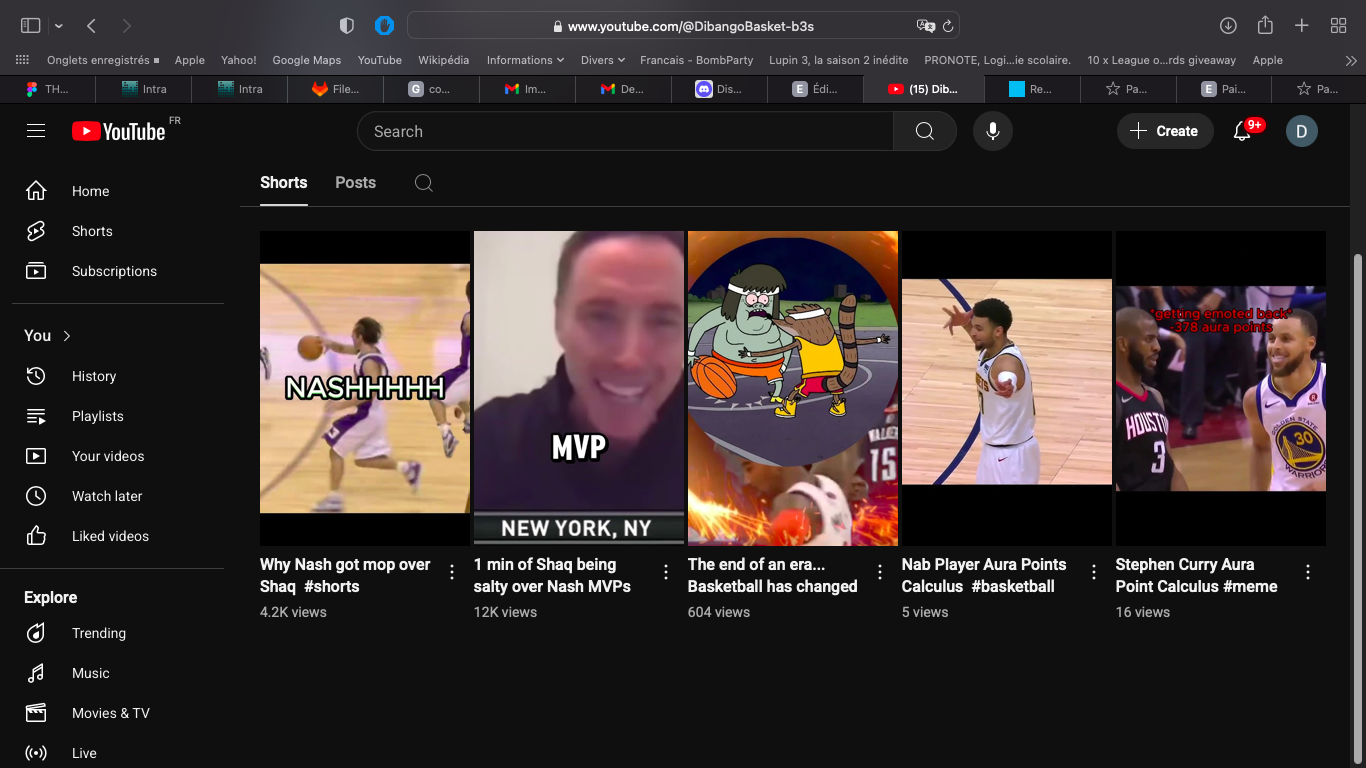 www.youtube.com/@DibangoBasket-b3s
Onglets enregistrés Apple Yahoo! Google Maps YouTube Wikipédia Informations Divers Francais - BombParty Lupin 3, la saison 2 inédite PRONOTE, Logi...ie scolaire. 10 x League o...rds giveaway Apple
TH... Intra Intra File... G co... Im... De... Dis... E Édi... (15) Dib... Re... Pa... E Pai... Pa...
YouTube FR
Search
Create
9+
D
Shorts Posts
Home
Shorts
Subscriptions
You
History
Playlists
Your videos
Watch later
Liked videos
Explore
Trending
Music
Movies & TV
Live
NASHHHHH
MVP
NEW YORK, NY
15
"getting emoted back"
-378 aura points
HOUSTON
3
GOLDEN STATE
30
WARRIORS
Why Nash got mop over
Shaq #shorts
4.2K views
1 min of Shaq being
salty over Nash MVPs
12K views
The end of an era...
Basketball has changed
604 views
Nab Player Aura Points
Calculus #basketball
5 views
Stephen Curry Aura
Point Calculus #meme
16 views